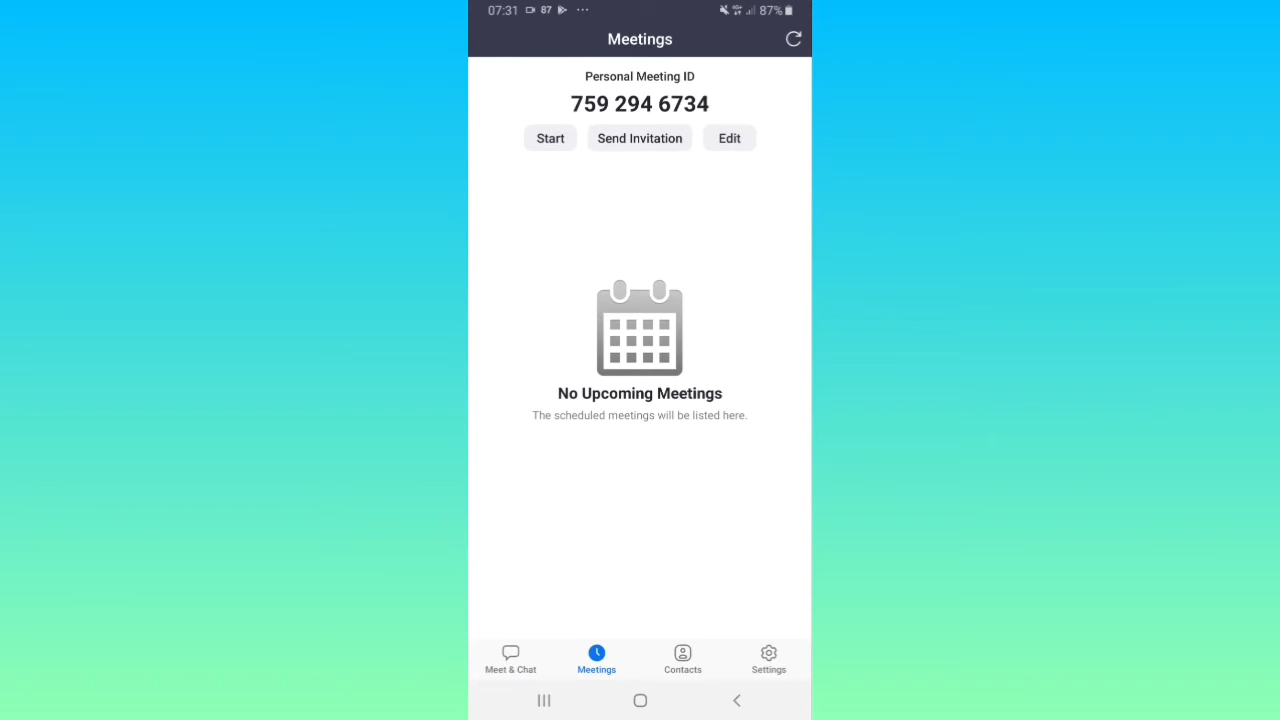 07:31 87 ... 87%
Meetings
Personal Meeting ID
759 294 6734
Start Send Invitation Edit
No Upcoming Meetings
The scheduled meetings will be listed here.
Meet & Chat Meetings Contacts Settings